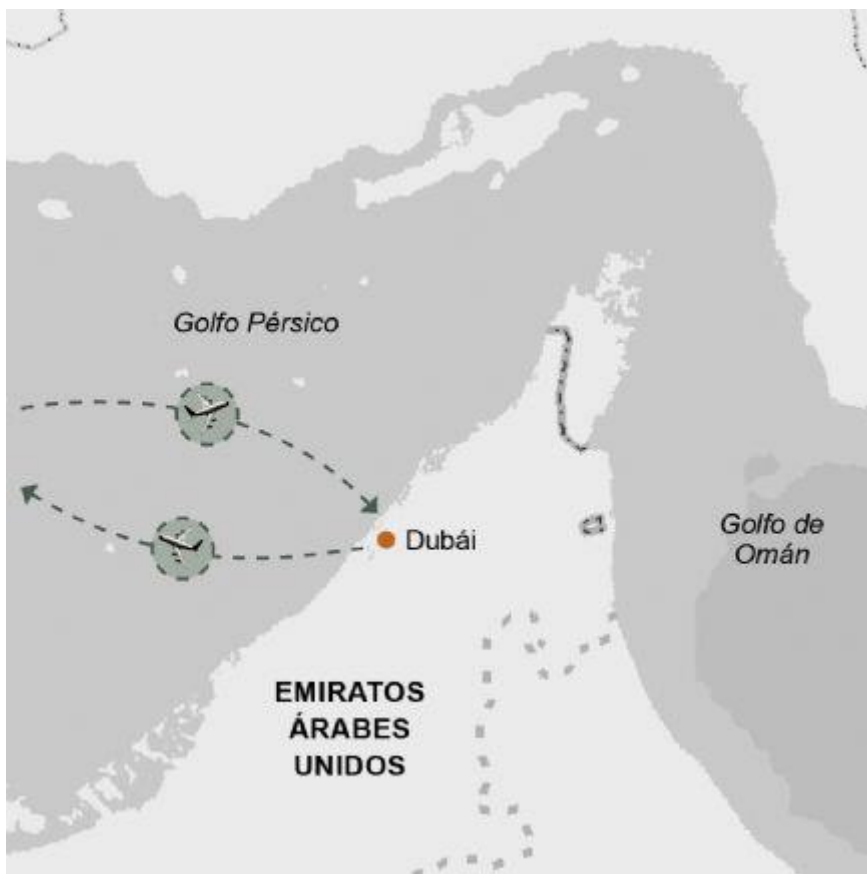 Golfo Pérsico
Dubái
Golfo de
Omán
EMIRATOS
ÁRABES
UNIDOS